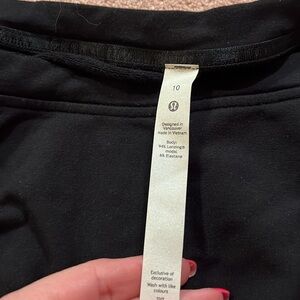 10
Designed in
Vancouver
Made in Vietnam
Body:
94% Lenzing®
modal
6% Elastane
Exclusive of
decoration
Wash with like
colours